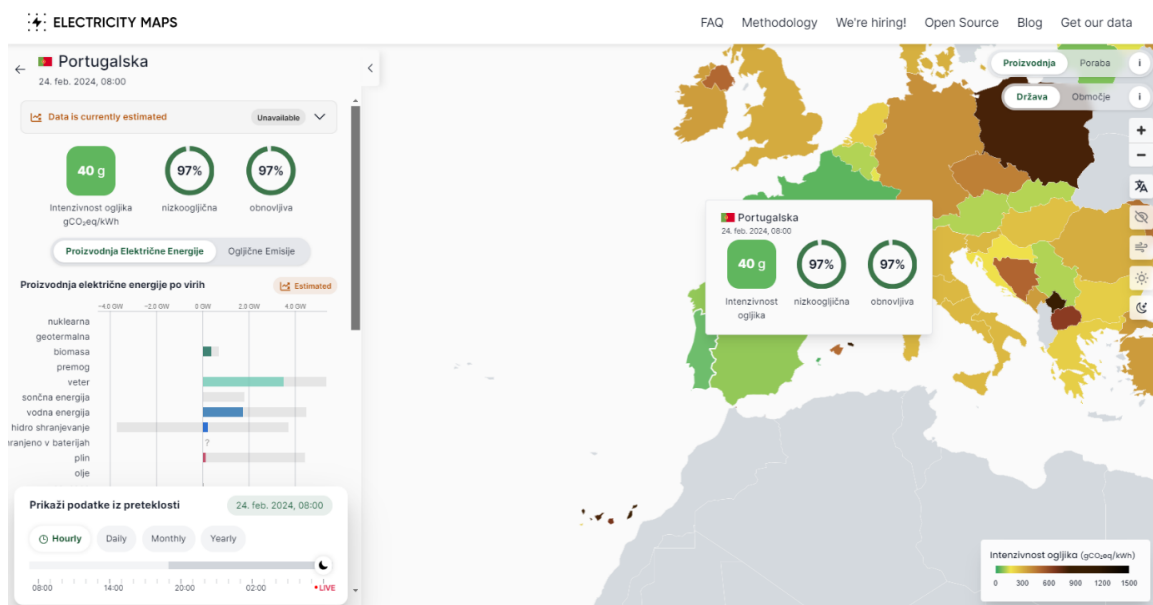 ELECTRICITY MAPS
FAQ Methodology We're hiring! Open Source Blog Get our data
Portugalska
24. feb. 2024, 08:00
Data is currently estimated Unavailable
40 g 97% 97%
Intenzivnost ogljika nizkoogljična obnovljiva
gCO₂eq/kWh
Proizvodnja Električne Energije Ogljične Emisije
Proizvodnja električne energije po virih Estimated
-4.0 GW -2.0 GW 0 GW 2.0 GW 4.0 GW
nuklearna
geotermalna
biomasa
premog
veter
sončna energija
vodna energija
hidro shranjevanje
hranjeno v baterijah ?
plin
olje
Prikaži podatke iz preteklosti 24. feb. 2024, 08:00
Hourly Daily Monthly Yearly
08:00 14:00 20:00 02:00 LIVE
Portugalska
24. feb. 2024, 08:00
40 g 97% 97%
Intenzivnost nizkoogljična obnovljiva
ogljika
Proizvodnja Poraba i
Država Območje i
Intenzivnost ogljika (gCO₂eq/kWh)
0 300 600 900 1200 1500